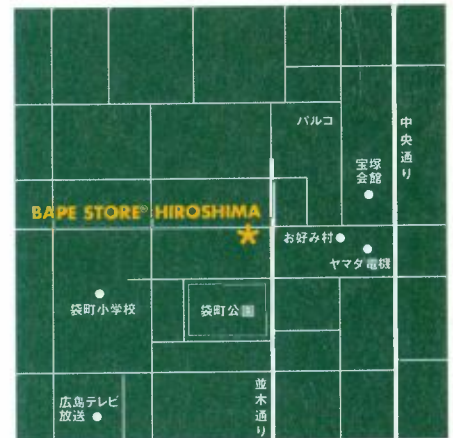 パルコ
中央通り
宝塚
会館
BAPE STORE® HIROSHIMA
お好み村
ヤマダ電機
袋町小学校
袋町公
並木通り
広島テレビ
放送